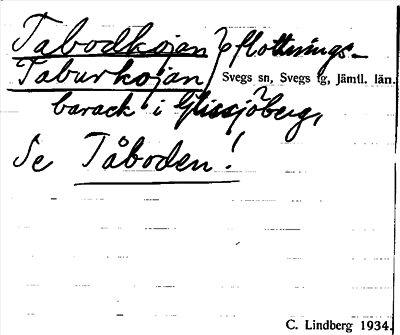 Tabodkojan } flottnings-
Taburkojan
Svegs sn, Svegs tg, Jämtl. län.
barack i Glissjöberg,
Se Tåboden!
C. Lindberg 1934.